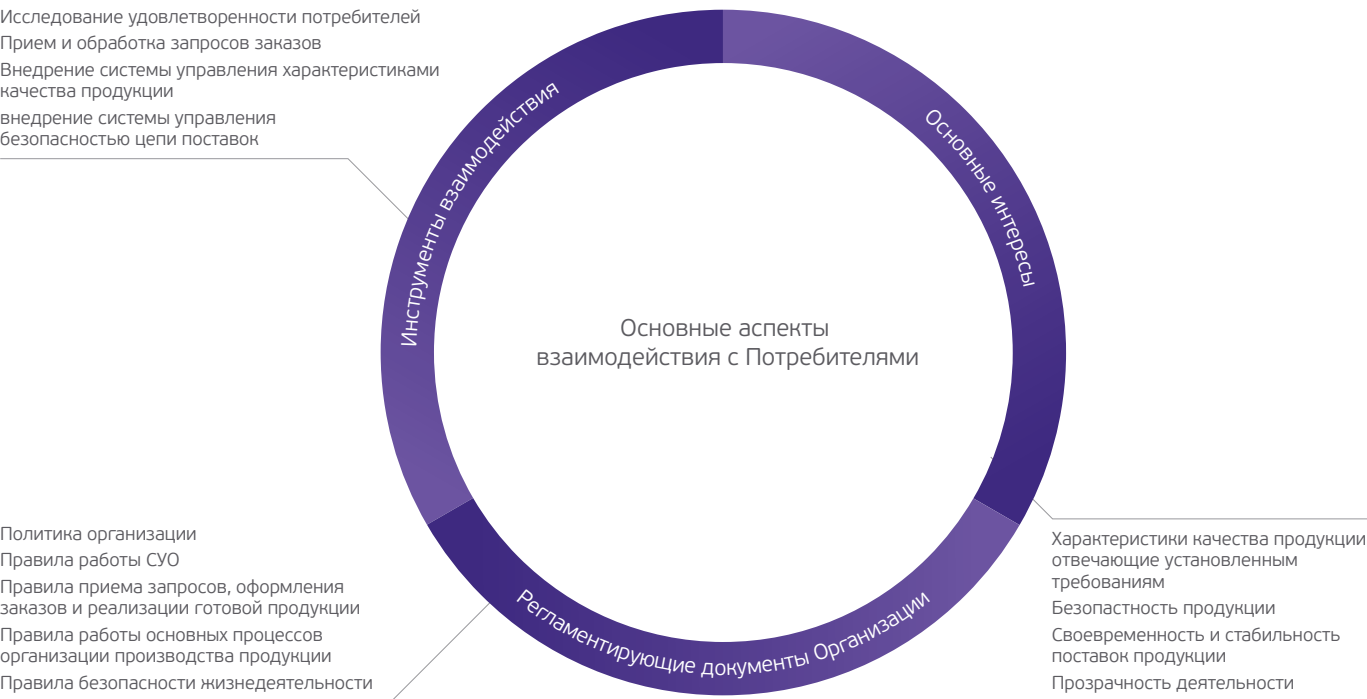 Исследование удовлетворенности потребителей
Прием и обработка запросов заказов
Внедрение системы управления характеристиками
качества продукции
внедрение системы управления
безопасностью цепи поставок
Инструменты взаимодействия
Основные интересы
Основные аспекты
взаимодействия с Потребителями
Регламентирующие документы Организации
Политика организации
Правила работы СУО
Правила приема запросов, оформления
заказов и реализации готовой продукции
Правила работы основных процессов
организации производства продукции
Правила безопасности жизнедеятельности
Характеристики качества продукции
отвечающие установленным
требованиям
Безопастность продукции
Своевременность и стабильность
поставок продукции
Прозрачность деятельности